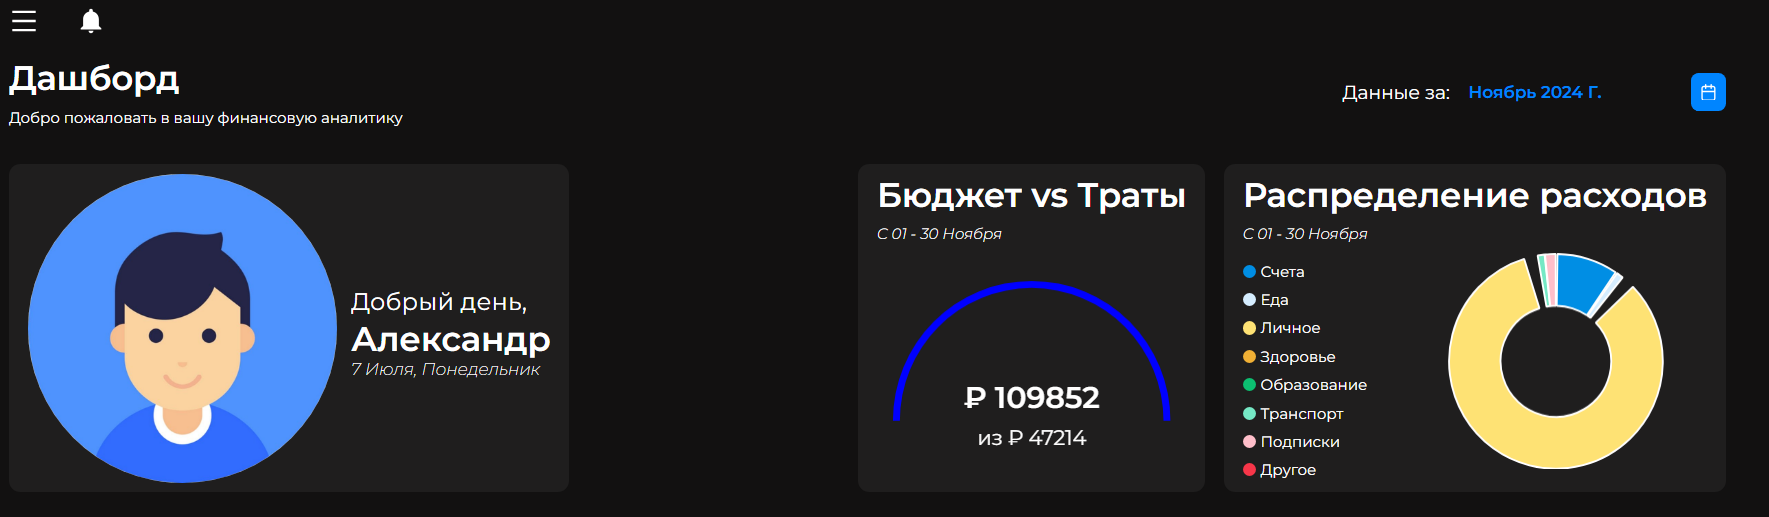 Дашборд
Добро пожаловать в вашу финансовую аналитику
Данные за: Ноябрь 2024 Г.
Добрый день,
Александр
7 Июля, Понедельник
Бюджет vs Траты
С 01 - 30 Ноября
₽ 109852
из ₽ 47214
Распределение расходов
С 01 - 30 Ноября
Счета
Еда
Личное
Здоровье
Образование
Транспорт
Подписки
Другое